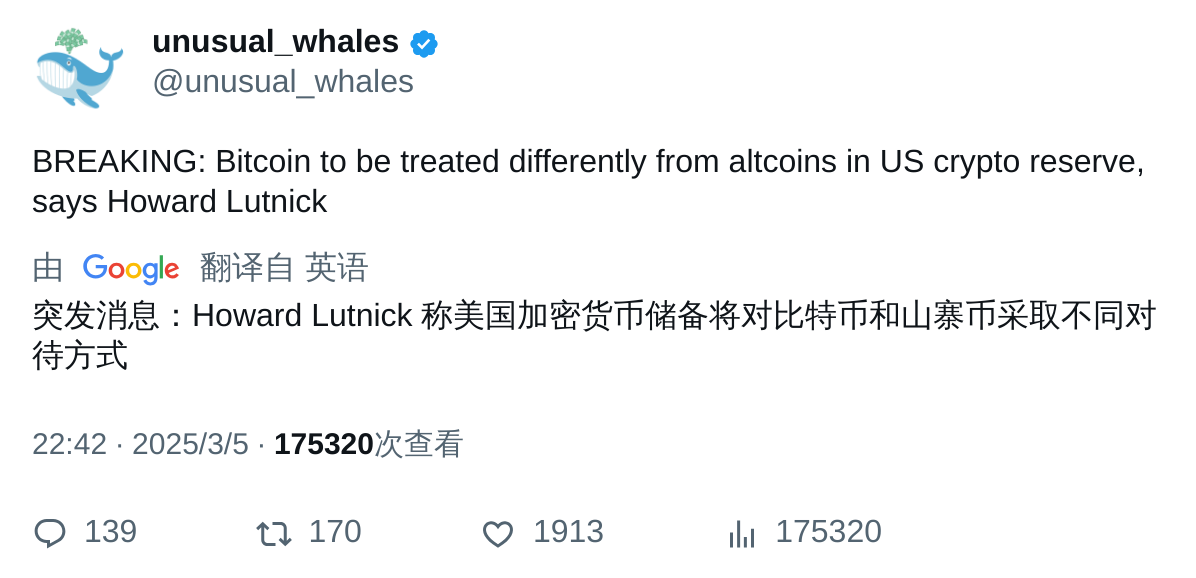 unusual_whales
@unusual_whales
BREAKING: Bitcoin to be treated differently from altcoins in US crypto reserve,
says Howard Lutnick
由 Google 翻译自 英语
突发消息：Howard Lutnick 称美国加密货币储备将对比特币和山寨币采取不同对
待方式
22:42 · 2025/3/5 · 175320次查看
139 170 1913 175320